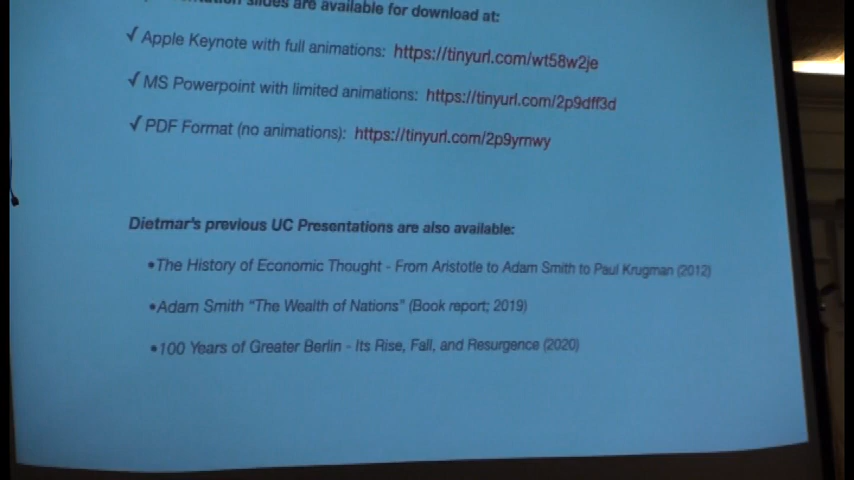 slides are available for download at:
✓ Apple Keynote with full animations: https://tinyurl.com/wt58w2je
✓ MS Powerpoint with limited animations: https://tinyurl.com/2p9dff3d
✓ PDF Format (no animations): https://tinyurl.com/2p9yrnwy
Dietmar's previous UC Presentations are also available:
•The History of Economic Thought - From Aristotle to Adam Smith to Paul Krugman (2012)
•Adam Smith "The Wealth of Nations" (Book report; 2019)
•100 Years of Greater Berlin - Its Rise, Fall, and Resurgence (2020)